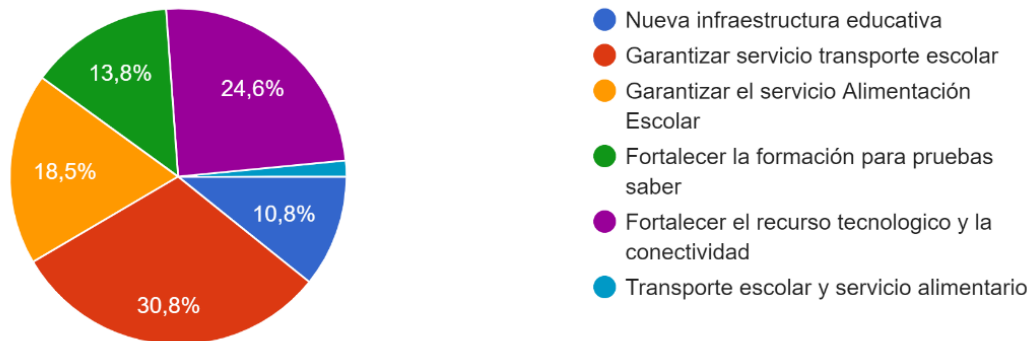 13,8%
24,6%
18,5%
10,8%
30,8%
Nueva infraestructura educativa
Garantizar servicio transporte escolar
Garantizar el servicio Alimentación
Escolar
Fortalecer la formación para pruebas
saber
Fortalecer el recurso tecnologico y la
conectividad
Transporte escolar y servicio alimentario